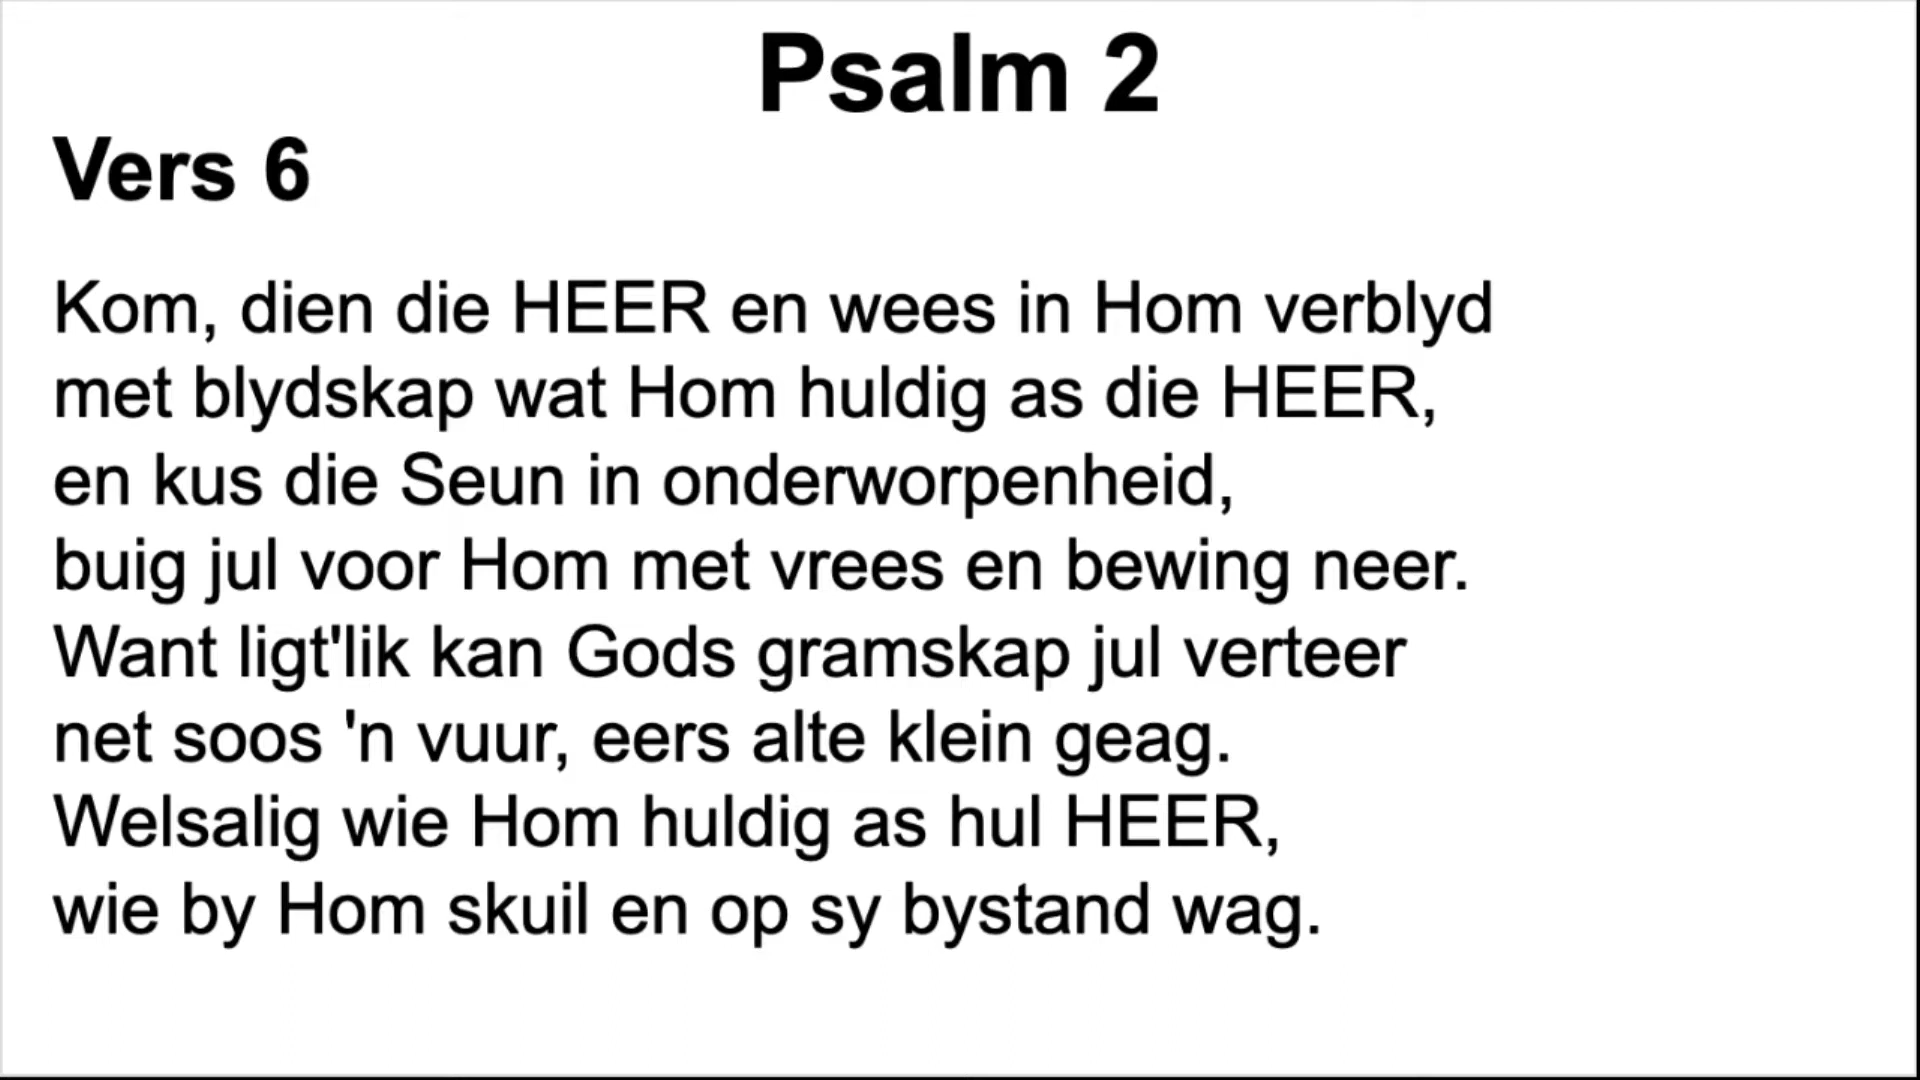 Psalm 2
Vers 6
Kom, dien die HEER en wees in Hom verblyd
met blydskap wat Hom huldig as die HEER,
en kus die Seun in onderworpenheid,
buig jul voor Hom met vrees en bewing neer.
Want ligt'lik kan Gods gramskap jul verteer
net soos 'n vuur, eers alte klein geag.
Welsalig wie Hom huldig as hul HEER,
wie by Hom skuil en op sy bystand wag.